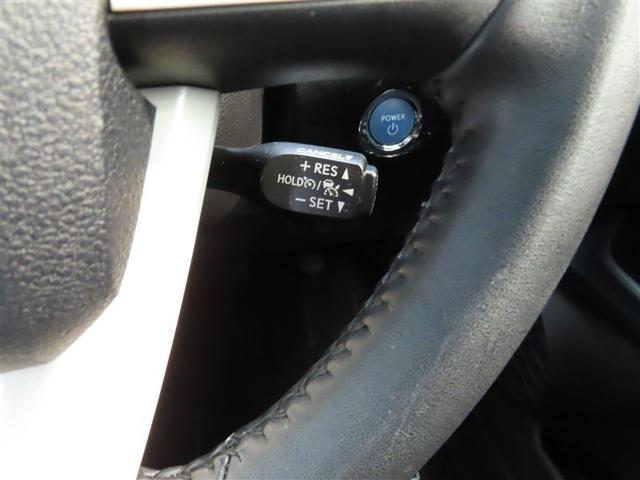 POWER
CANCEL
+ RES ▲
HOLD / ◀
− SET ▼